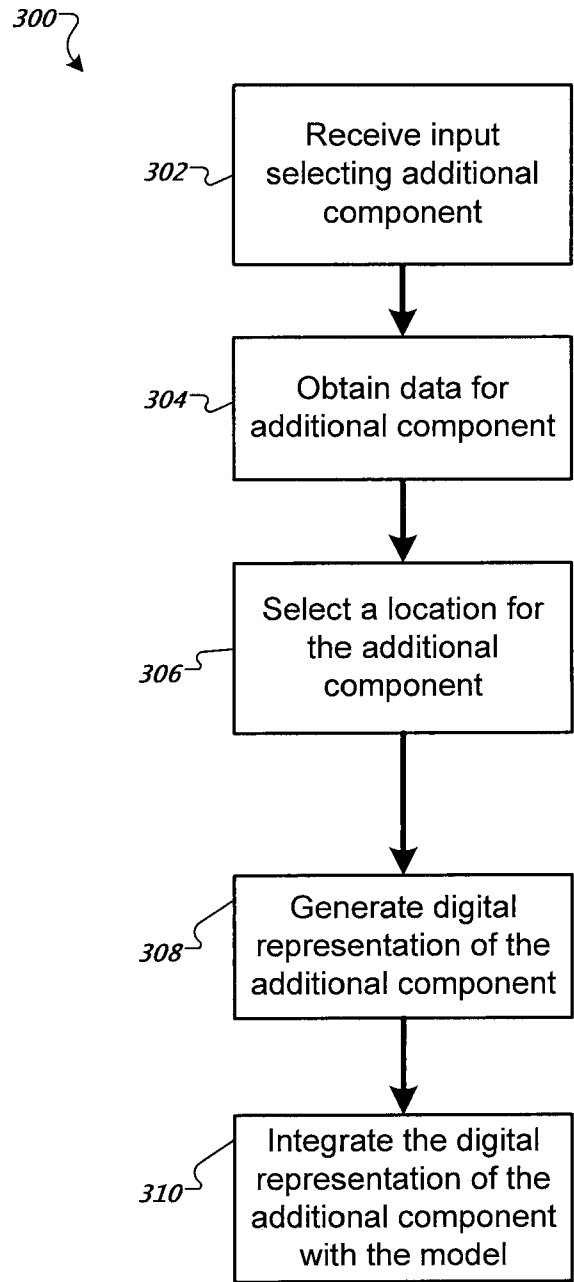 300
302
Receive input
selecting additional
component
304
Obtain data for
additional component
306
Select a location for
the additional
component
308
Generate digital
representation of the
additional component
310
Integrate the digital
representation of the
additional component
with the model